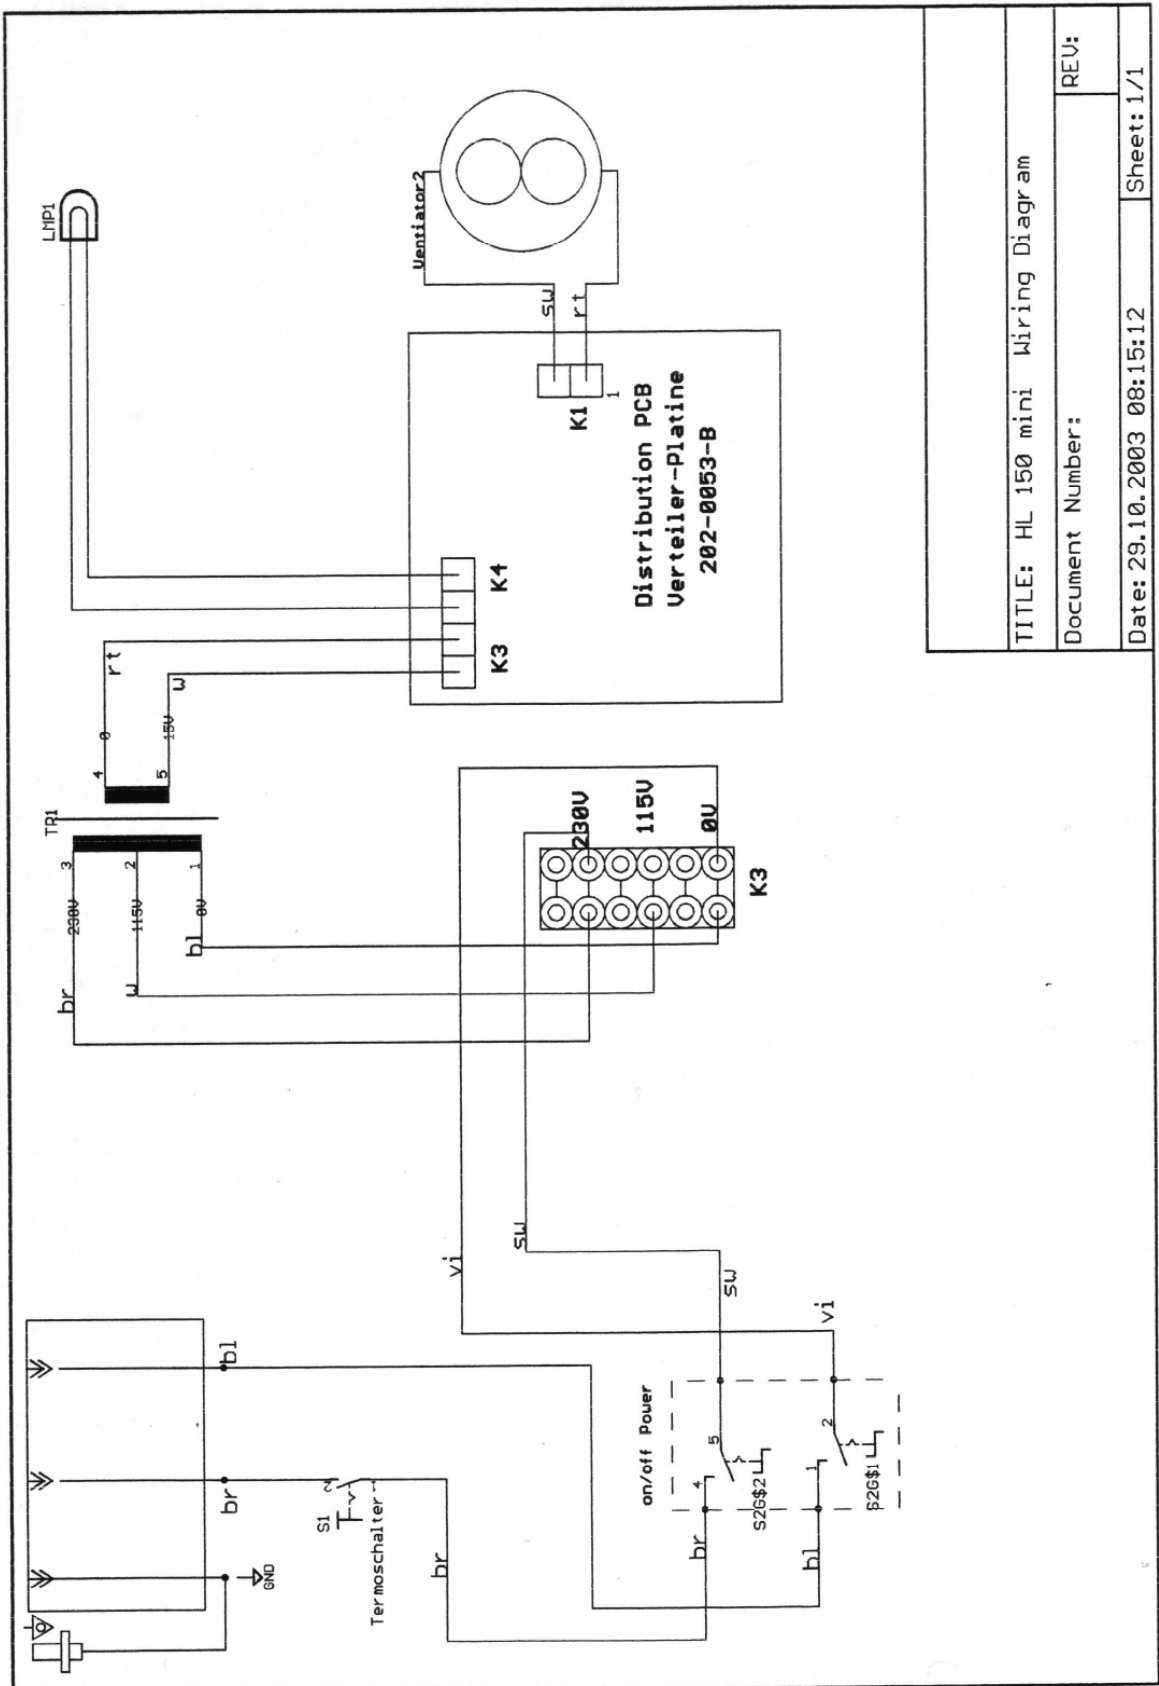 LMP1
Ventiator2
sw
rt
K1
1
Distribution PCB
Verteiler-Platine
202-0053-B
K4
K3
rt
w
0
15V
4
5
TR1
3
2
1
230V
115V
0V
br
w
bl
230V
115V
0V
K3
vi
sw
sw
vi
bl
br
GND
S1
2
1
Termoschalter
br
on/off Power
5
4
S2G$2
2
1
S2G$1
br
bl
TITLE: HL 150 mini Wiring Diagram
Document Number:
REV:
Date: 29.10.2003 08:15:12
Sheet: 1/1